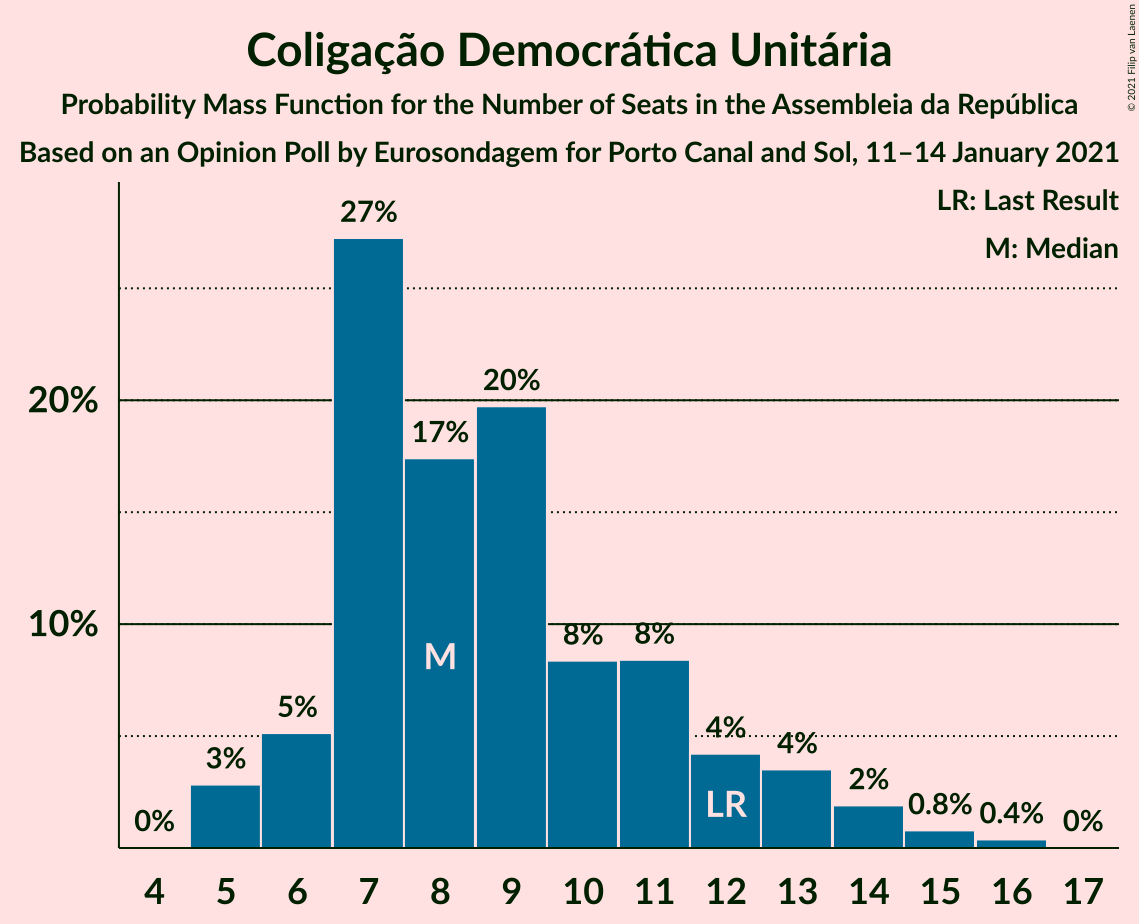 Coligação Democrática Unitária
Probability Mass Function for the Number of Seats in the Assembleia da República
Based on an Opinion Poll by Eurosondagem for Porto Canal and Sol, 11–14 January 2021
© 2021 Filip van Laenen
LR: Last Result
M: Median
20%
10%
0%
3%
5%
27%
17%
20%
8%
8%
4%
4%
2%
0.8%
0.4%
0%
M
LR
4 5 6 7 8 9 10 11 12 13 14 15 16 17